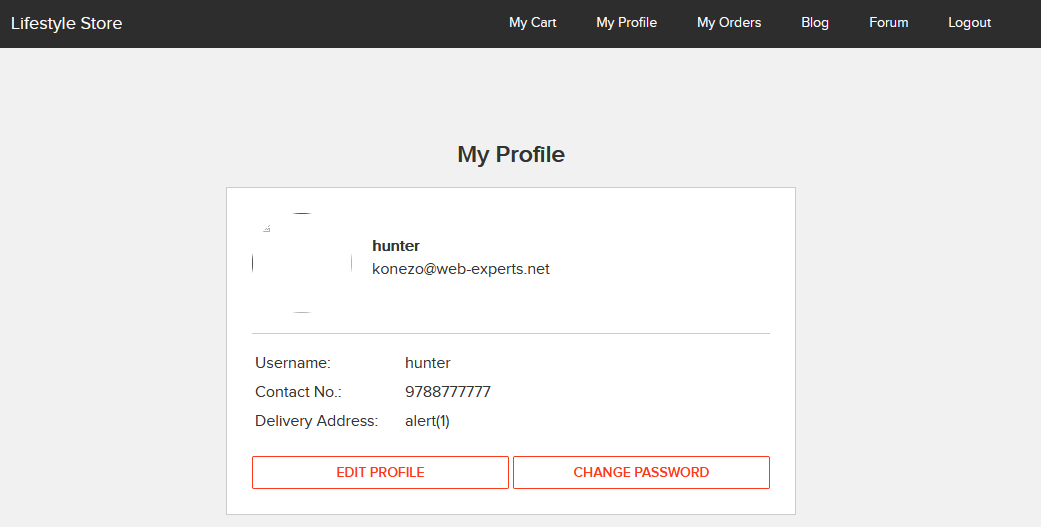 Lifestyle Store My Cart My Profile My Orders Blog Forum Logout
My Profile
hunter
konezo@web-experts.net
Username: hunter
Contact No.: 9788777777
Delivery Address: alert(1)
EDIT PROFILE CHANGE PASSWORD